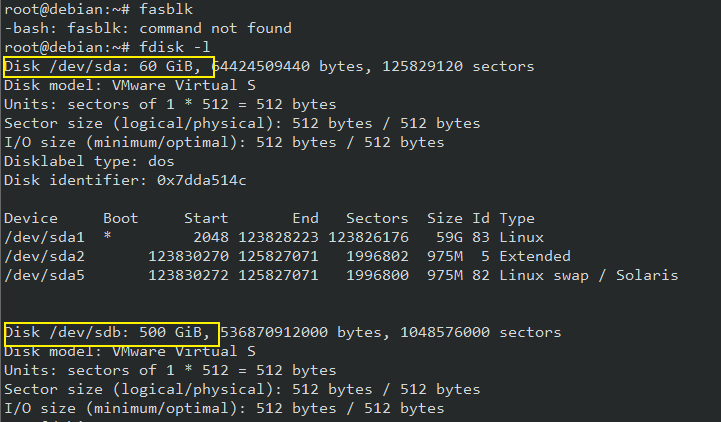 root@debian:~# fasblk
-bash: fasblk: command not found
root@debian:~# fdisk -l
Disk /dev/sda: 60 GiB, 64424509440 bytes, 125829120 sectors
Disk model: VMware Virtual S
Units: sectors of 1 * 512 = 512 bytes
Sector size (logical/physical): 512 bytes / 512 bytes
I/O size (minimum/optimal): 512 bytes / 512 bytes
Disklabel type: dos
Disk identifier: 0x7dda514c
Device     Boot     Start       End   Sectors  Size Id Type
/dev/sda1  *         2048 123828223 123826176   59G 83 Linux
/dev/sda2       123830270 125827071   1996802  975M  5 Extended
/dev/sda5       123830272 125827071   1996800  975M 82 Linux swap / Solaris
Disk /dev/sdb: 500 GiB, 536870912000 bytes, 1048576000 sectors
Disk model: VMware Virtual S
Units: sectors of 1 * 512 = 512 bytes
Sector size (logical/physical): 512 bytes / 512 bytes
I/O size (minimum/optimal): 512 bytes / 512 bytes